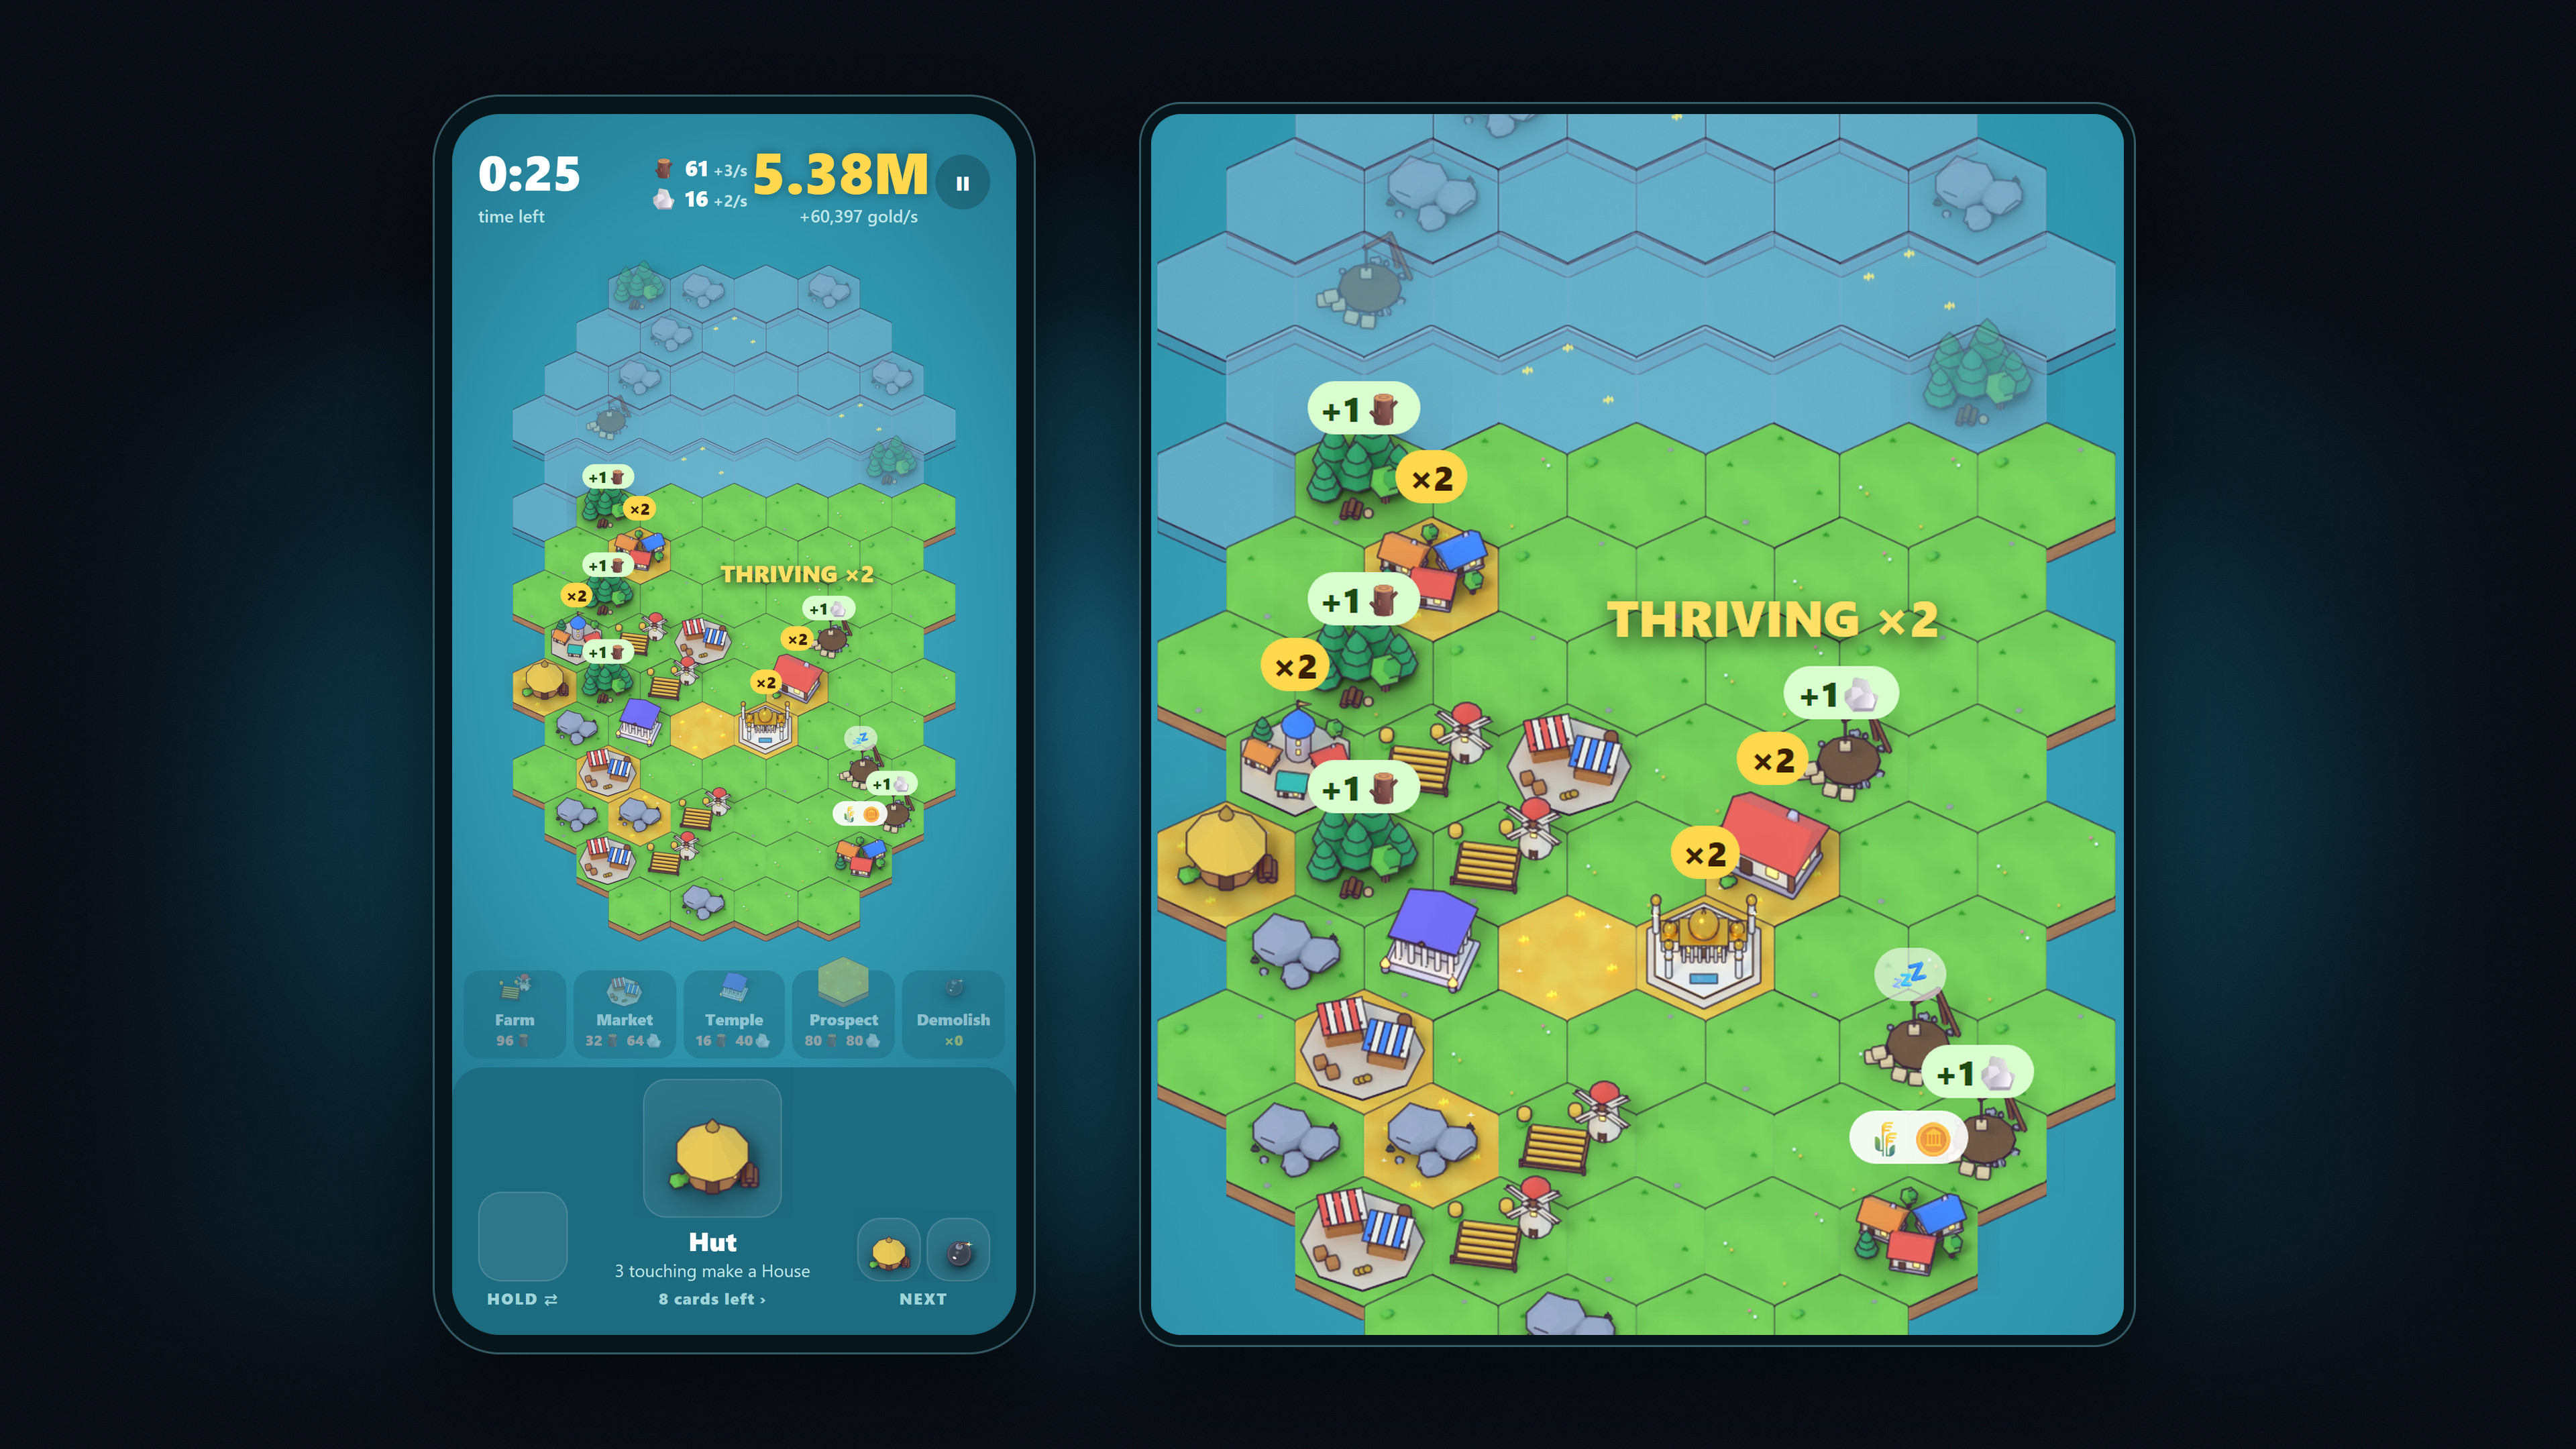 0:25
time left
61 +3/s
16 +2/s
5.38M
+60,397 gold/s
+1
×2
+1
×2
THRIVING ×2
+1
×2
+1
×2
zZ
+1
Farm
96
Market
32 64
Temple
16 40
Prospect
80 80
Demolish
×0
Hut
3 touching make a House
8 cards left ›
HOLD
NEXT
+1
×2
+1
×2
THRIVING ×2
+1
×2
+1
×2
zZ
+1